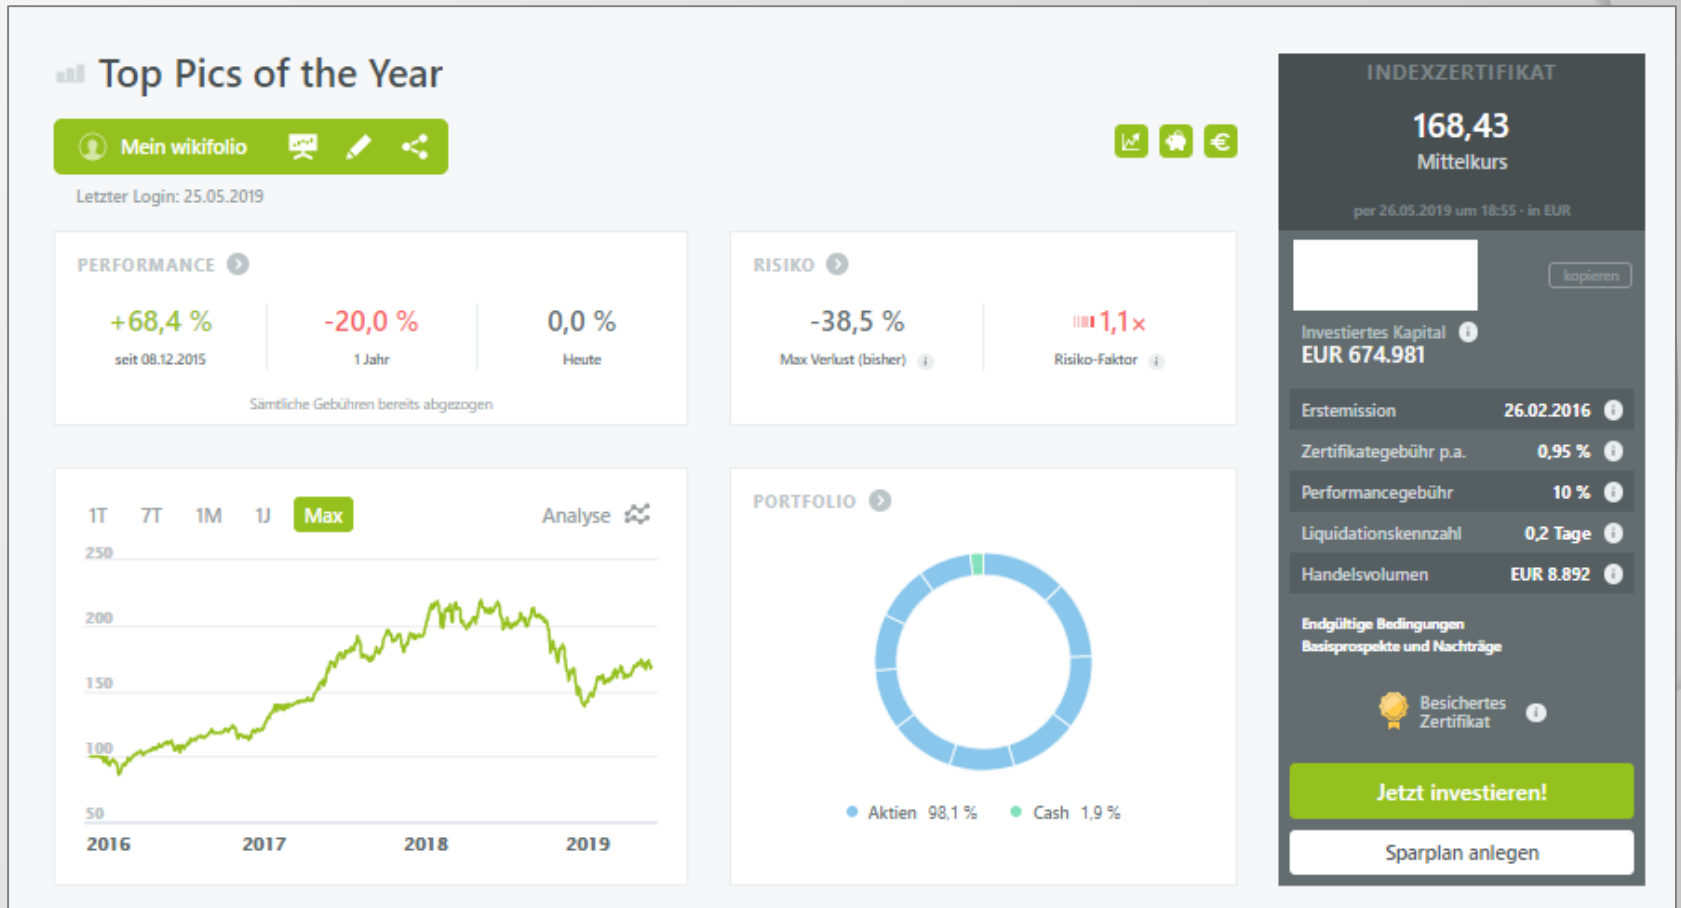 Top Pics of the Year
Mein wikifolio
Letzter Login: 25.05.2019
PERFORMANCE
+68,4 %
seit 08.12.2015
-20,0 %
1 Jahr
0,0 %
Heute
Sämtliche Gebühren bereits abgezogen
RISIKO
-38,5 %
Max Verlust (bisher)
1,1×
Risiko-Faktor
1T 7T 1M 1J Max
Analyse
250
200
150
100
50
2016 2017 2018 2019
PORTFOLIO
Aktien 98,1 %
Cash 1,9 %
INDEXZERTIFIKAT
168,43
Mittelkurs
per 26.05.2019 um 18:55 - in EUR
kopieren
Investiertes Kapital
EUR 674.981
Erstemission 26.02.2016
Zertifikategebühr p.a. 0,95 %
Performancegebühr 10 %
Liquidationskennzahl 0,2 Tage
Handelsvolumen EUR 8.892
Endgültige Bedingungen
Basisprospekte und Nachträge
Besichertes
Zertifikat
Jetzt investieren!
Sparplan anlegen